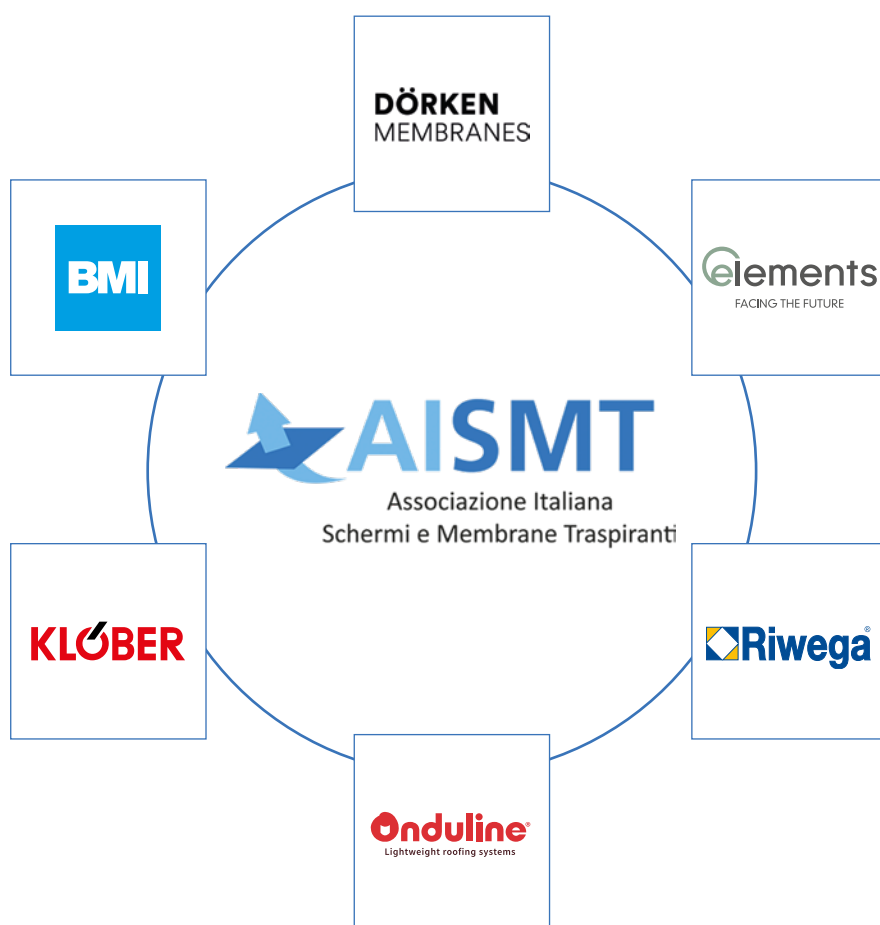 DÖRKEN
MEMBRANES
BMI
elements
FACING THE FUTURE
AISMT
Associazione Italiana
Schermi e Membrane Traspiranti
KLÖBER
Riwega®
Onduline®
Lightweight roofing systems